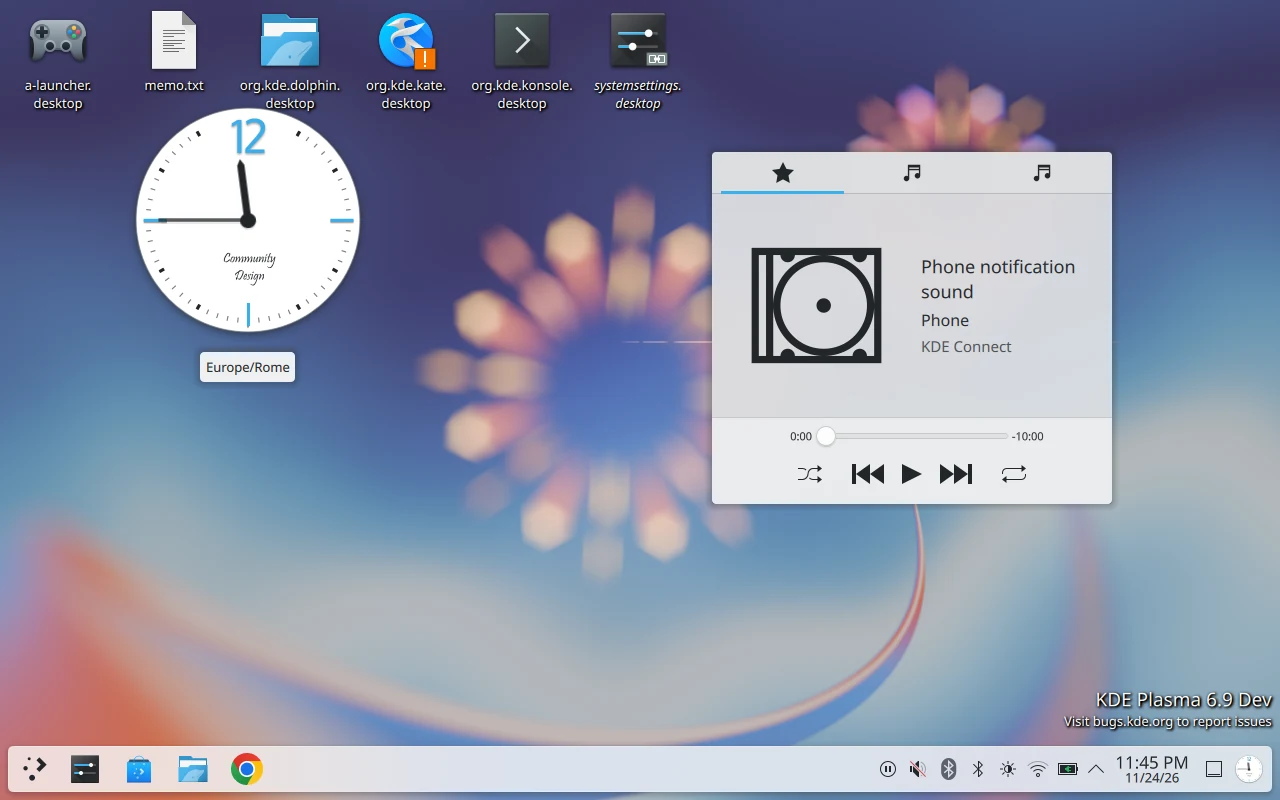 a-launcher.
desktop
memo.txt
org.kde.dolphin.
desktop
org.kde.kate.
desktop
org.kde.konsole.
desktop
systemsettings.
desktop
12
Community
Design
Europe/Rome
Phone notification
sound
Phone
KDE Connect
0:00
-10:00
KDE Plasma 6.9 Dev
Visit bugs.kde.org to report issues
11:45 PM
11/24/26